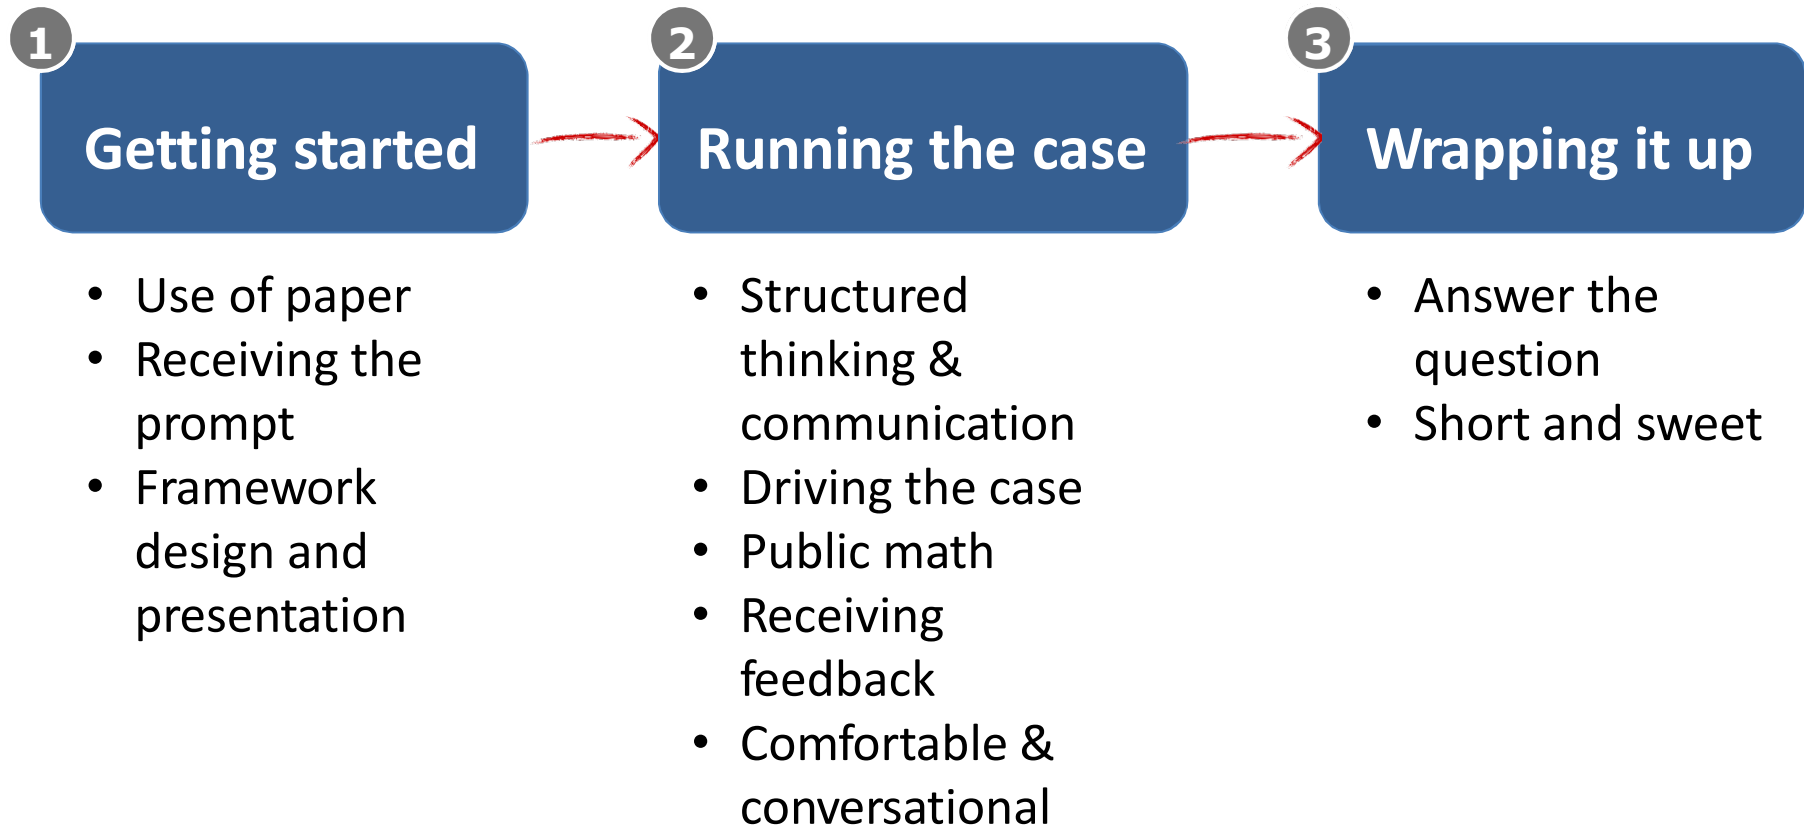 1
Getting started
• Use of paper
• Receiving the
prompt
• Framework
design and
presentation
2
Running the case
• Structured
thinking &
communication
• Driving the case
• Public math
• Receiving
feedback
• Comfortable &
conversational
3
Wrapping it up
• Answer the
question
• Short and sweet